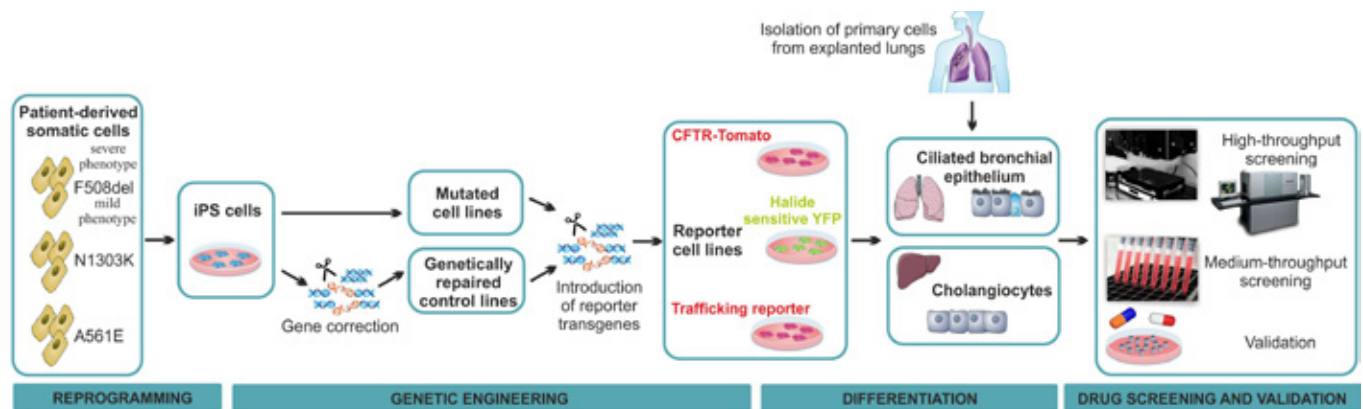 Isolation of primary cells
from explanted lungs
Patient-derived
somatic cells
severe
phenotype
F508del
mild
phenotype
N1303K
A561E
iPS cells
Gene correction
Mutated
cell lines
Genetically
repaired
control lines
Introduction
of reporter
transgenes
CFTR-Tomato
Halide
sensitive YFP
Reporter
cell lines
Trafficking reporter
Ciliated bronchial
epithelium
Cholangiocytes
High-throughput
screening
Medium-throughput
screening
Validation
REPROGRAMMING
GENETIC ENGINEERING
DIFFERENTIATION
DRUG SCREENING AND VALIDATION